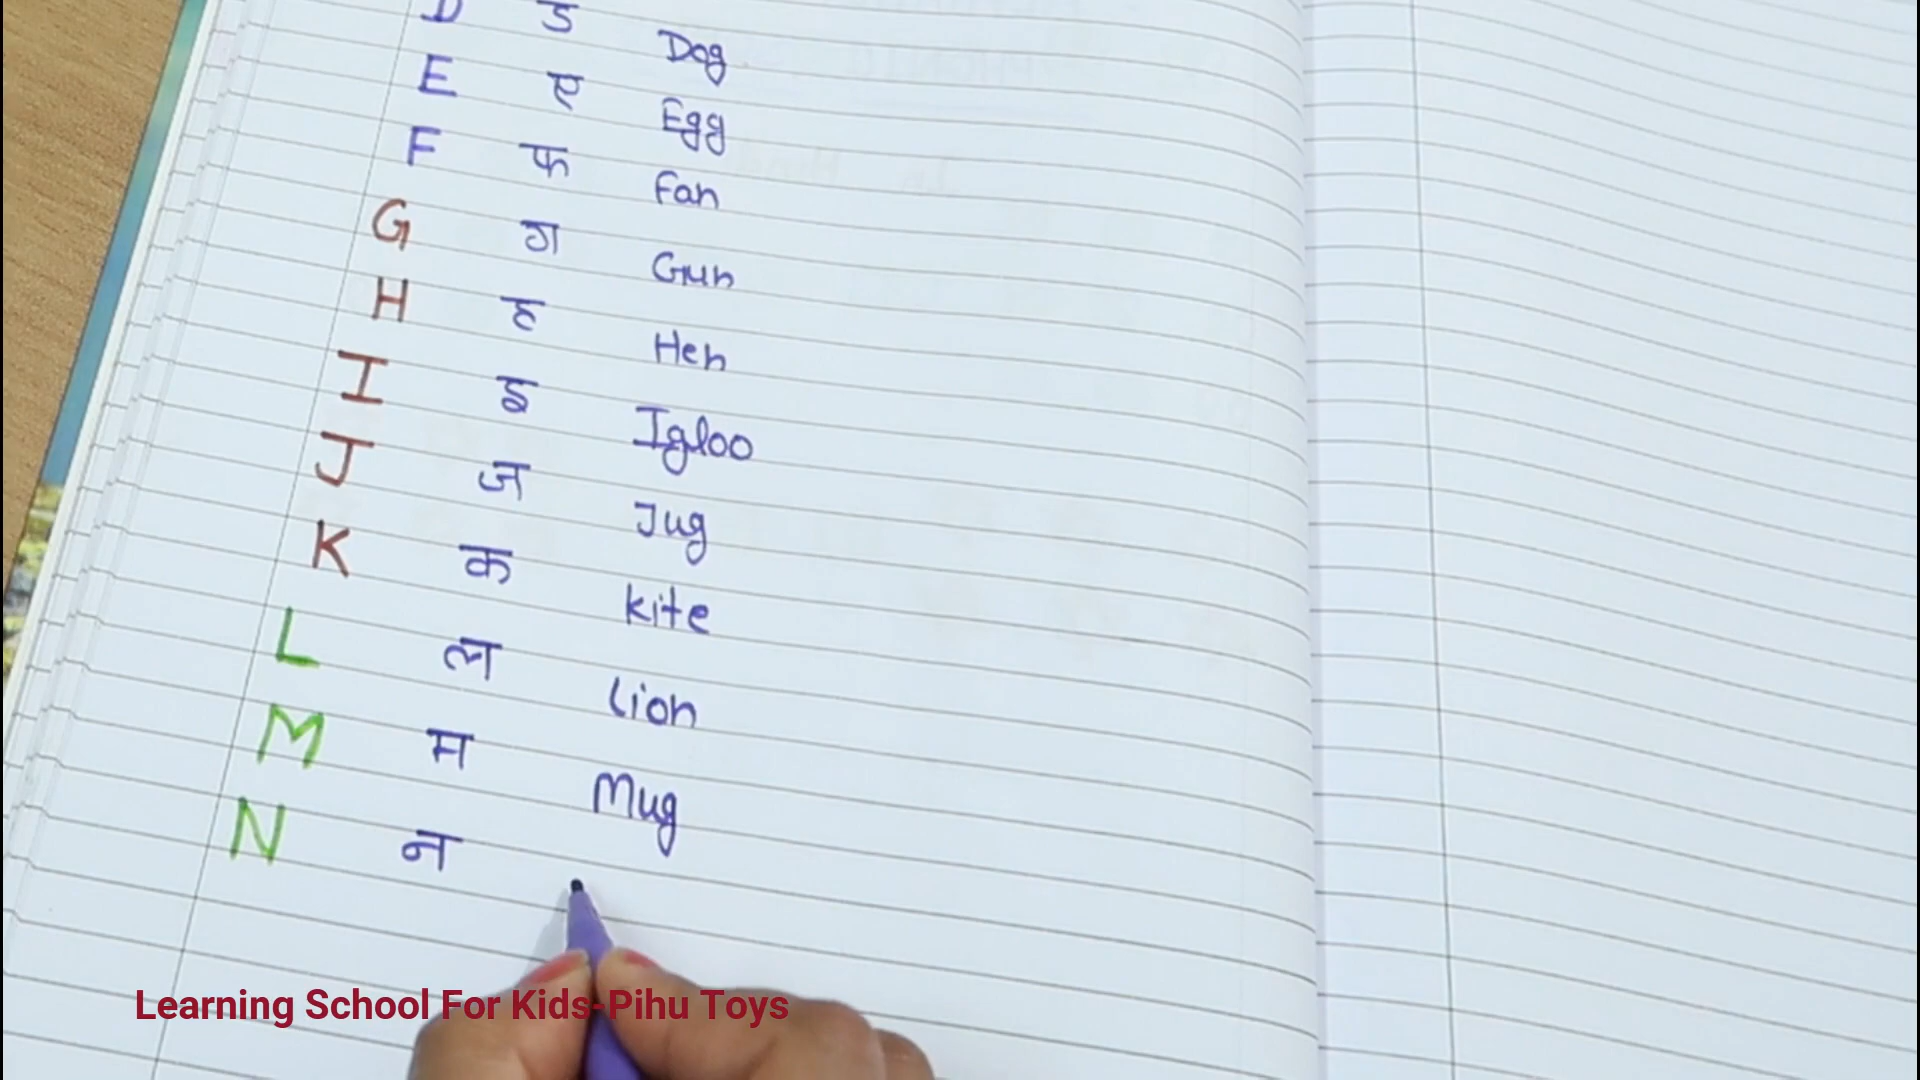 D ड Dog
E ए Egg
F फ Fan
G ग Gun
H ह Hen
I इ Igloo
J ज Jug
K क kite
L ल Lion
M म Mug
N न
Learning School For Kids-Pihu Toys